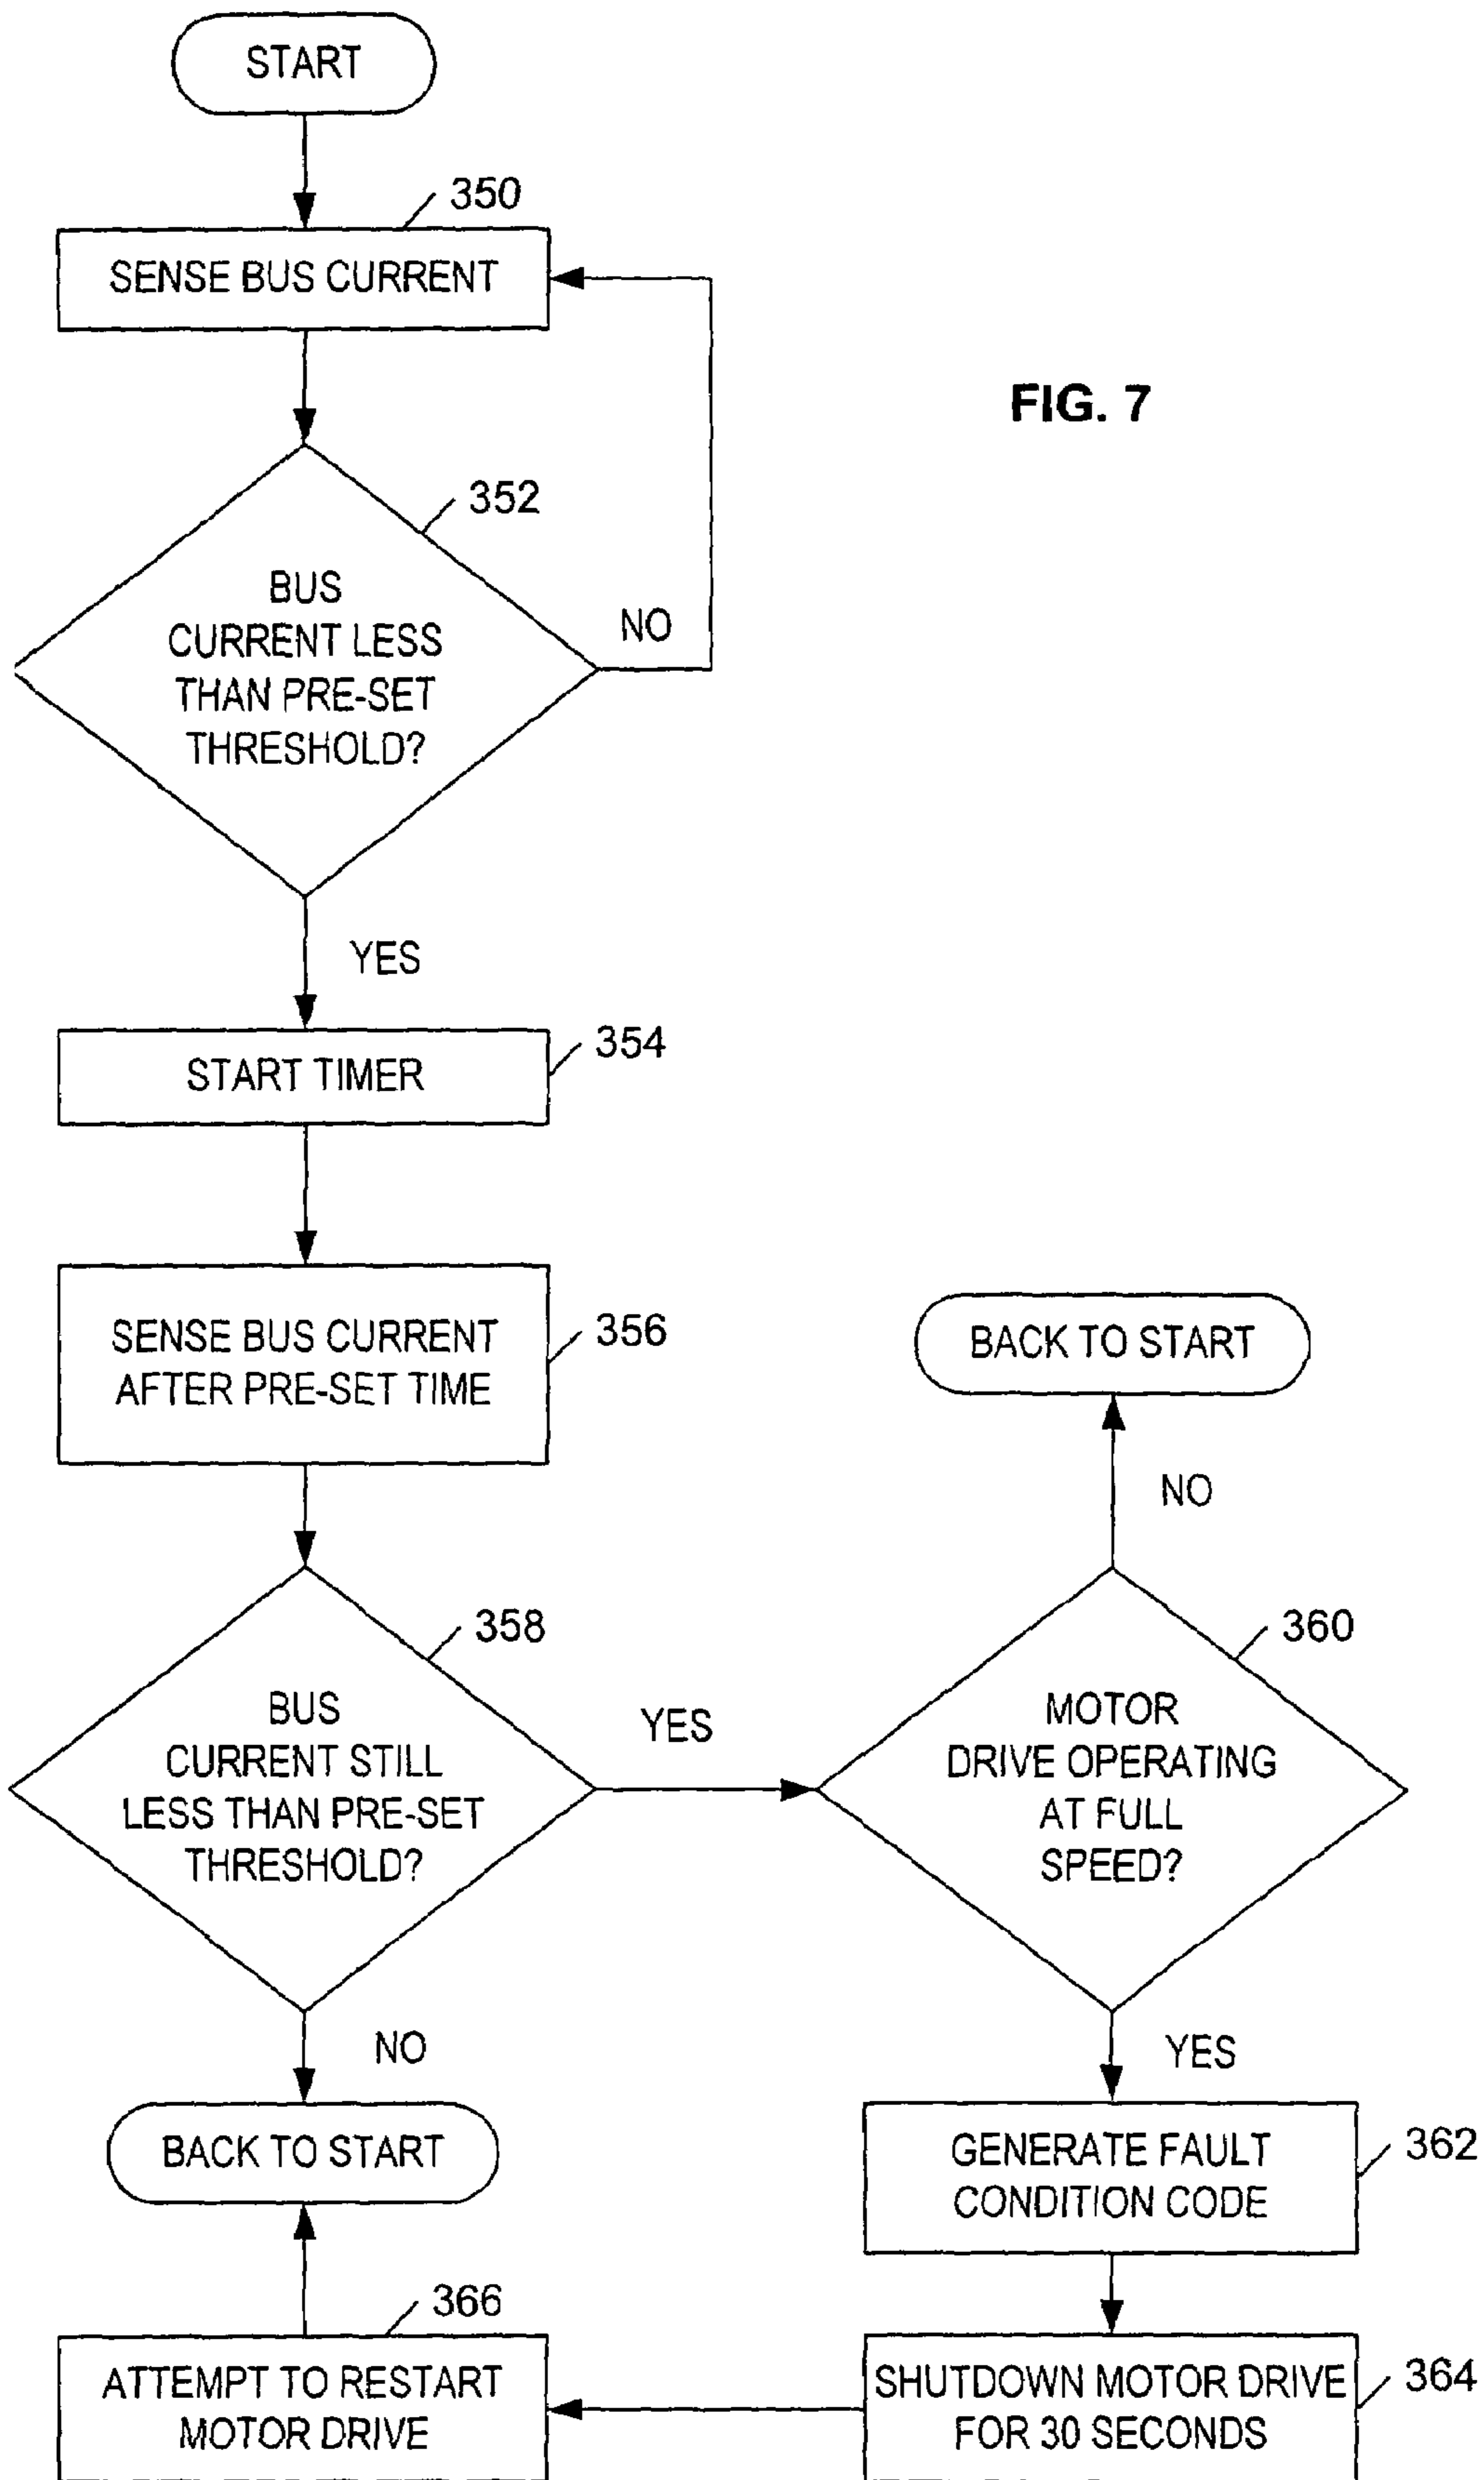 START
350
SENSE BUS CURRENT
FIG. 7
352
BUS
CURRENT LESS
THAN PRE-SET
THRESHOLD?
NO
YES
354
START TIMER
356
SENSE BUS CURRENT
AFTER PRE-SET TIME
BACK TO START
NO
358
BUS
CURRENT STILL
LESS THAN PRE-SET
THRESHOLD?
YES
360
MOTOR
DRIVE OPERATING
AT FULL
SPEED?
NO
YES
BACK TO START
362
GENERATE FAULT
CONDITION CODE
366
ATTEMPT TO RESTART
MOTOR DRIVE
364
SHUTDOWN MOTOR DRIVE
FOR 30 SECONDS